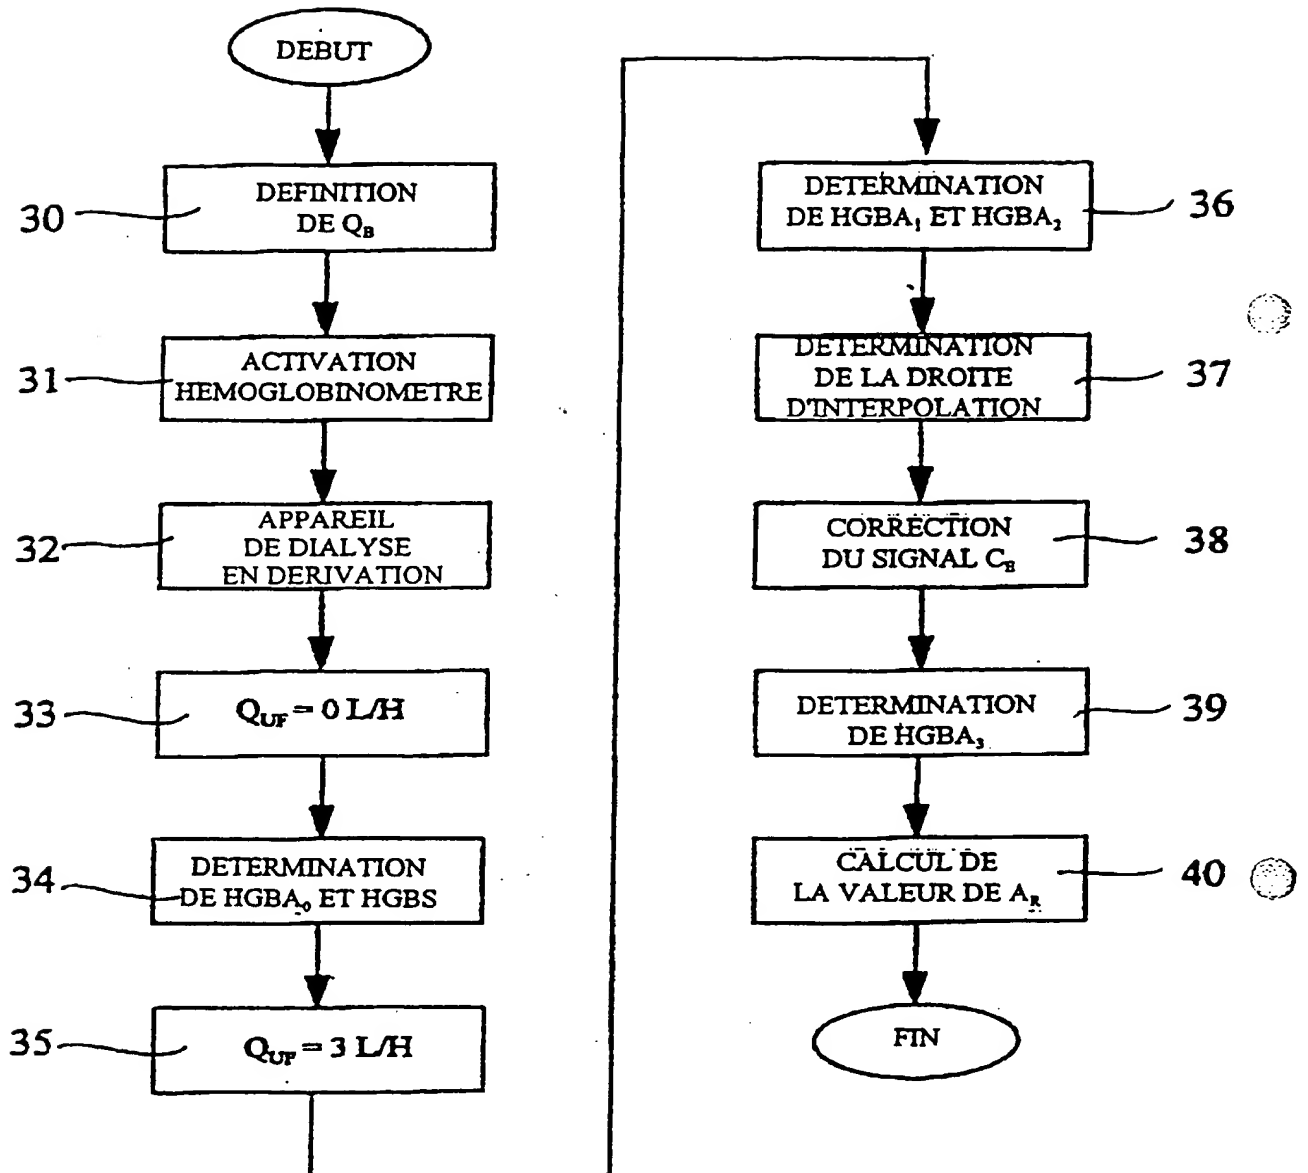 DEBUT
30
DEFINITION
DE Q_B
31
ACTIVATION
HEMOGLOBINOMETRE
32
APPAREIL
DE DIALYSE
EN DERIVATION
33
Q_UF = 0 L/H
34
DETERMINATION
DE HGBA_0 ET HGBS
35
Q_UF = 3 L/H
DETERMINATION
DE HGBA_1 ET HGBA_2
36
DETERMINATION
DE LA DROITE
D'INTERPOLATION
37
CORRECTION
DU SIGNAL C_E
38
DETERMINATION
DE HGBA_3
39
CALCUL DE
LA VALEUR DE A_R
40
FIN